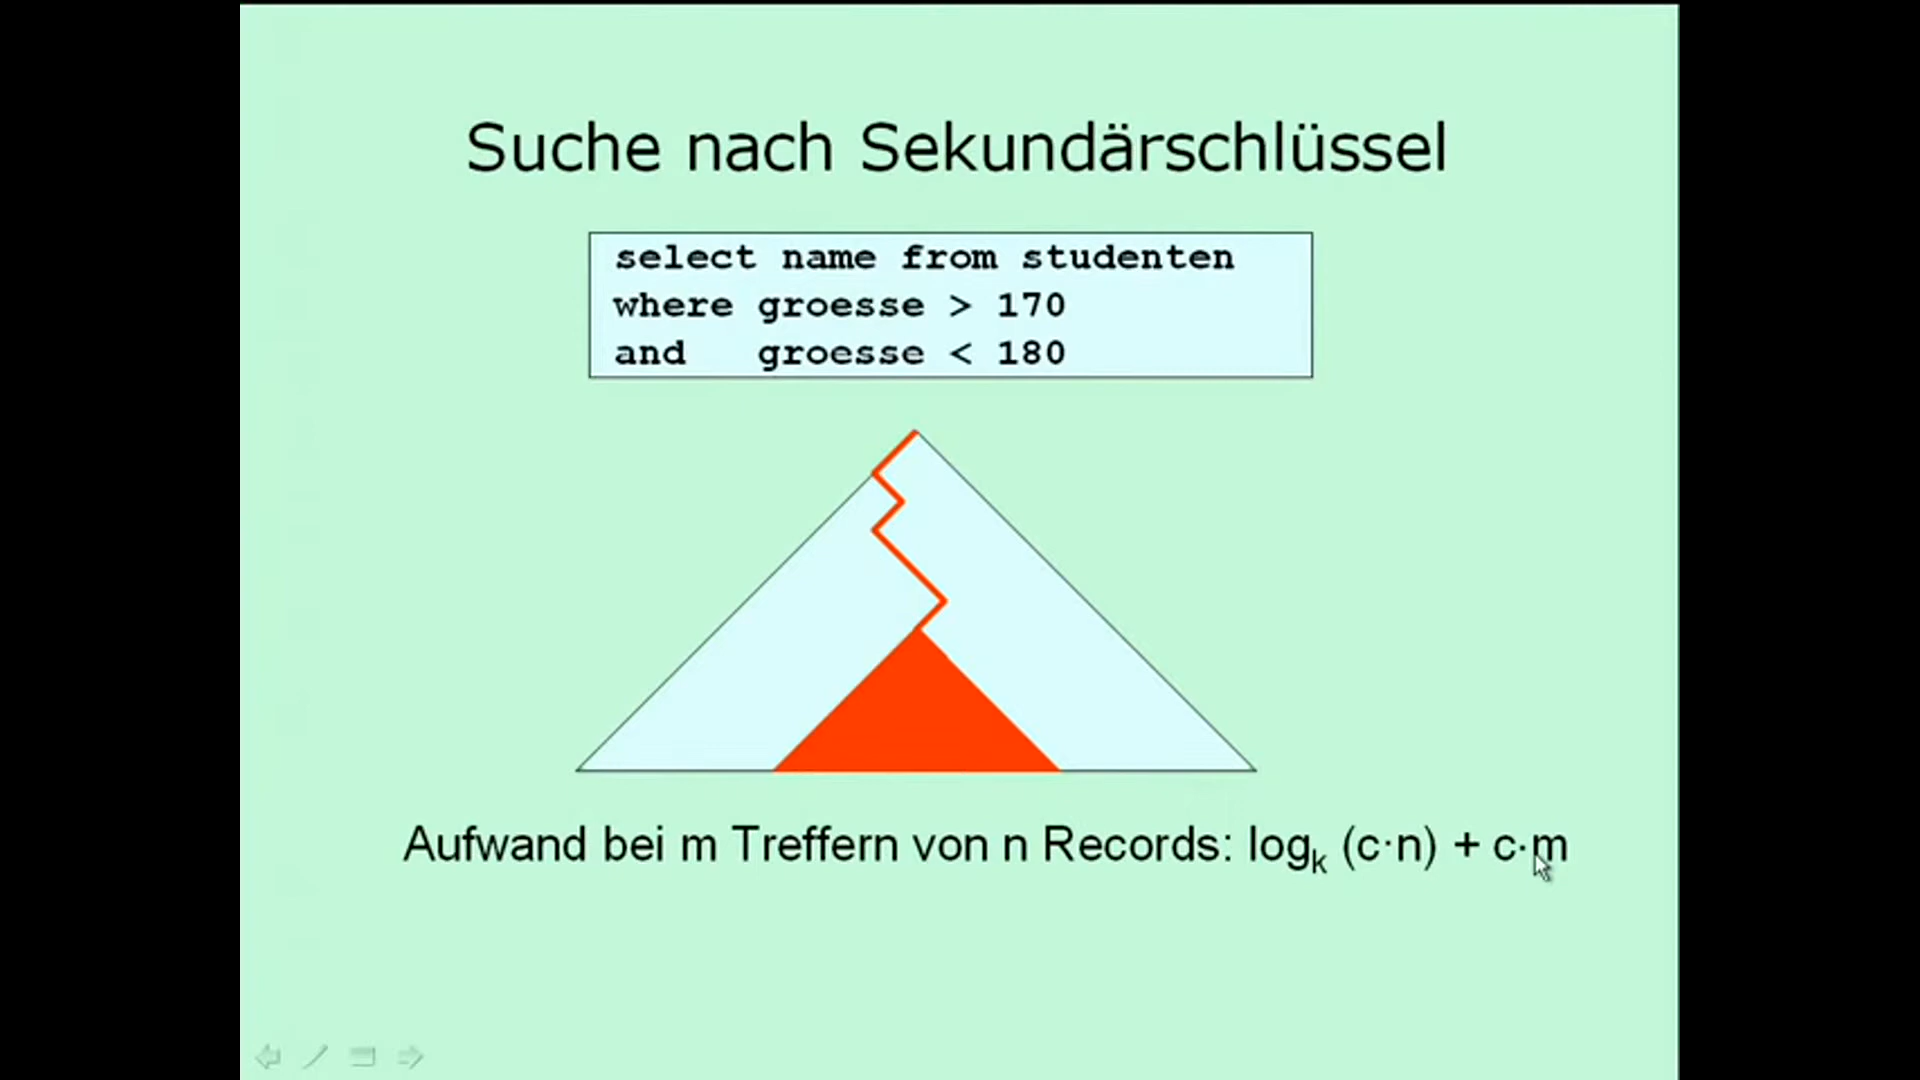 Suche nach Sekundärschlüssel
select name from studenten
where groesse > 170
and   groesse < 180
Aufwand bei m Treffern von n Records: logₖ (c·n) + c·m